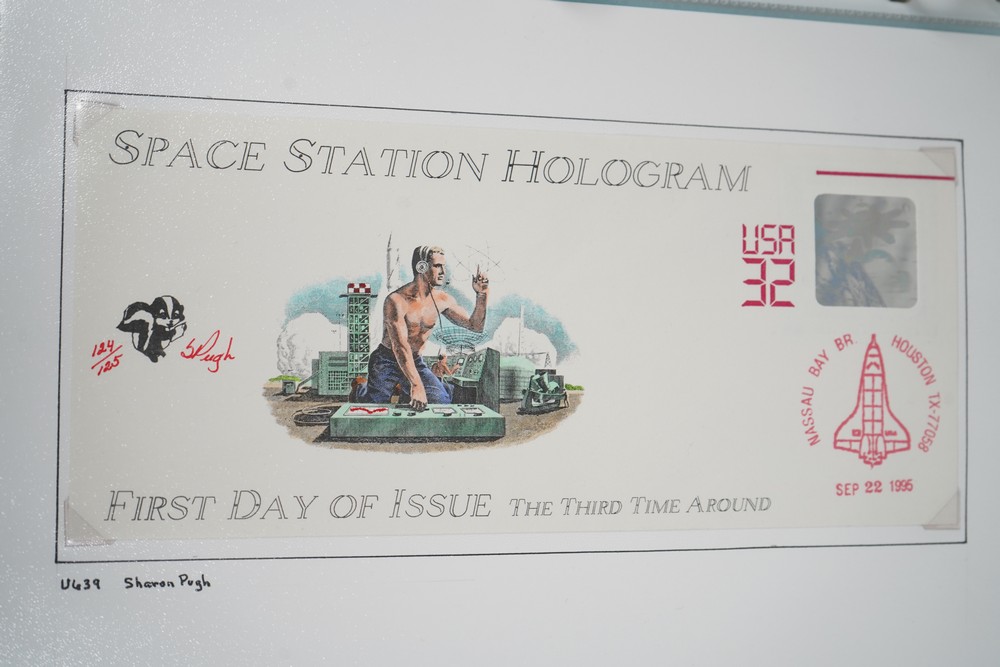 SPACE STATION HOLOGRAM
USA
32
124/125
SPugh
NASSAU BAY BR. HOUSTON TX-77058
SEP 22 1995
FIRST DAY OF ISSUE THE THIRD TIME AROUND
U639 Sharon Pugh